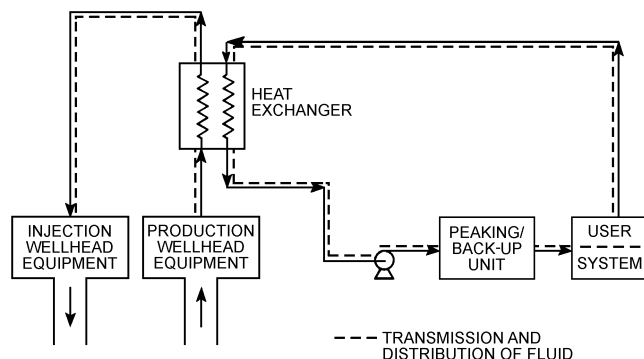 HEAT
EXCHANGER
INJECTION
WELLHEAD
EQUIPMENT
PRODUCTION
WELLHEAD
EQUIPMENT
PEAKING/
BACK-UP
UNIT
USER
SYSTEM
TRANSMISSION AND
DISTRIBUTION OF FLUID